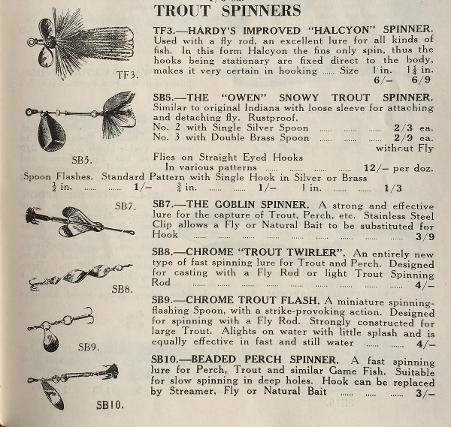 TROUT SPINNERS
TF3.—HARDY'S IMPROVED "HALCYON" SPINNER.
Used with a fly rod, an excellent lure for all kinds of
fish. In this form Halcyon the fins only spin, thus the
hooks being stationary are fixed direct to the body,
makes it very certain in hooking ..... Size 1 in. 1¼ in.
6/— 6/9
TF3.
SB5.—THE "OWEN" SNOWY TROUT SPINNER.
Similar to original Indiana with loose sleeve for attaching
and detaching fly. Rustproof.
No. 2 with Single Silver Spoon ...... 2/3 ea.
No. 3 with Double Brass Spoon ...... 2/9 ea.
without Fly
SB5.
Flies on Straight Eyed Hooks
In various patterns ...... ...... ...... 12/— per doz.
Spoon Flashes. Standard Pattern with Single Hook in Silver or Brass
½ in. ...... ...... 1/— ¾ in. ...... ...... 1/— 1 in. ...... ...... 1/3
SB7.
SB7.—THE GOBLIN SPINNER. A strong and effective
lure for the capture of Trout, Perch, etc. Stainless Steel
Clip allows a Fly or Natural Bait to be substituted for
Hook ...... ...... ...... ...... ...... ...... 3/9
SB8.—CHROME "TROUT TWIRLER". An entirely new
type of fast spinning lure for Trout and Perch. Designed
for casting with a Fly Rod or light Trout Spinning
Rod ...... ...... ...... ...... ...... ...... 4/—
SB8.
SB9.—CHROME TROUT FLASH. A miniature spinning-
flashing Spoon, with a strike-provoking action. Designed
for spinning with a Fly Rod. Strongly constructed for
large Trout. Alights on water with little splash and is
equally effective in fast and still water ...... 4/—
SB9.
SB10.—BEADED PERCH SPINNER. A fast spinning
lure for Perch, Trout and similar Game Fish. Suitable
for slow spinning in deep holes. Hook can be replaced
by Streamer, Fly or Natural Bait ...... ...... 3/—
SB10.